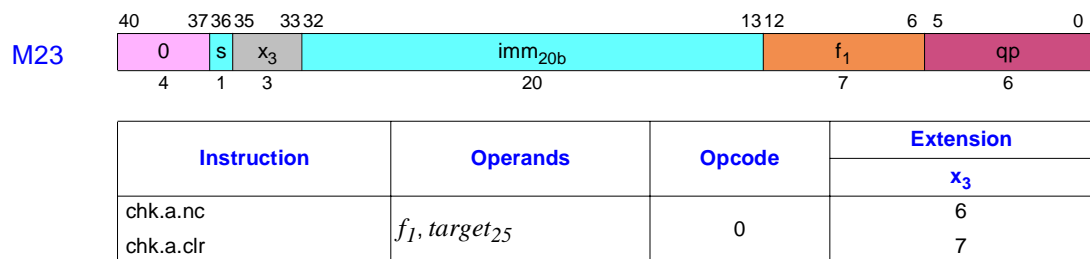 40 37 36 35 33 32 13 12 6 5 0
M23 0 s x3 imm20b f1 qp
4 1 3 20 7 6
Instruction Operands Opcode Extension
x3
chk.a.nc f1, target25 0 6
chk.a.clr 7